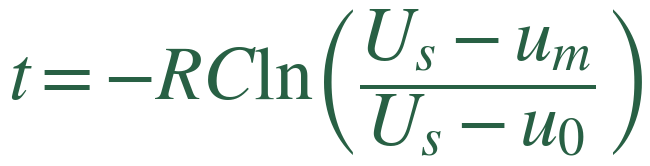 t = −RC ln((U_s − u_m)/(U_s − u_0))